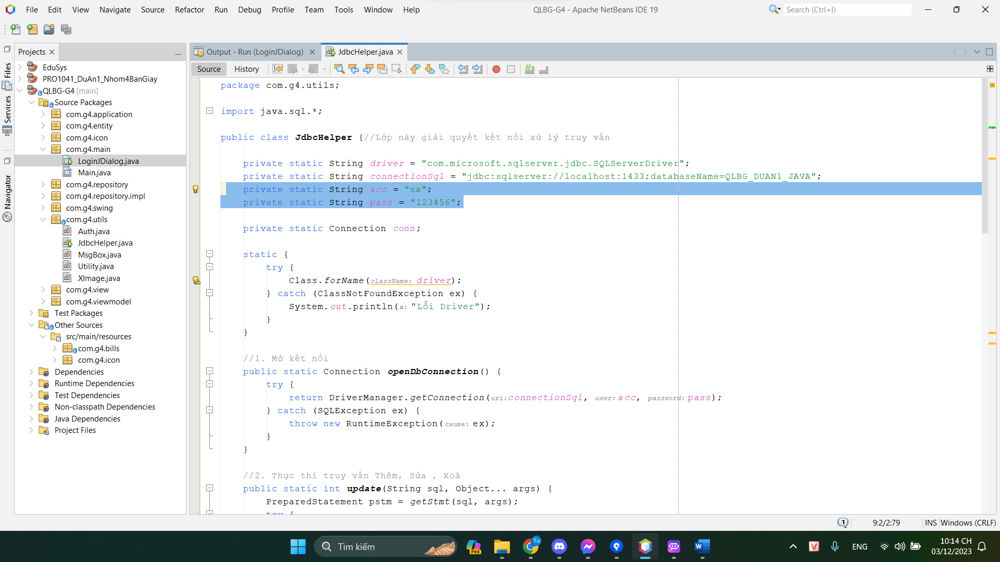 File Edit View Navigate Source Refactor Run Debug Profile Team Tools Window Help
QLBG-G4 - Apache NetBeans IDE 19
Search (Ctrl+I)
Projects
Output - Run (LoginJDialog)
JdbcHelper.java
Source
History
Files
Services
Navigator
EduSys
PRO1041_DuAn1_Nhom4BanGiay
QLBG-G4 [main]
Source Packages
com.g4.application
com.g4.entity
com.g4.icon
com.g4.main
LoginJDialog.java
Main.java
com.g4.repository
com.g4.repository.impl
com.g4.swing
com.g4.utils
Auth.java
JdbcHelper.java
MsgBox.java
Utility.java
XImage.java
com.g4.view
com.g4.viewmodel
Test Packages
Other Sources
src/main/resources
com.g4.bills
com.g4.icon
Dependencies
Runtime Dependencies
Test Dependencies
Non-classpath Dependencies
Java Dependencies
Project Files
package com.g4.utils;
import java.sql.*;
public class JdbcHelper {//Lớp này giải quyết kết nối xử lý truy vấn
private static String driver = "com.microsoft.sqlserver.jdbc.SQLServerDriver";
private static String connectionSql = "jdbc:sqlserver://localhost:1433;databaseName=QLBG_DUAN1_JAVA";
private static String acc = "sa";
private static String pass = "123456";
private static Connection conn;
static {
try {
Class.forName(className: driver);
} catch (ClassNotFoundException ex) {
System.out.println(x: "Lỗi Driver");
}
}
//1. Mở kết nối
public static Connection openDbConnection() {
try {
return DriverManager.getConnection(url:connectionSql, user: acc, password: pass);
} catch (SQLException ex) {
throw new RuntimeException(cause: ex);
}
}
//2. Thực thi truy vấn Thêm, Sửa , Xoá
public static int update(String sql, Object... args) {
PreparedStatement pstm = getStmt(sql, args);
try {
1
9:2/2:79
INS
Windows (CRLF)
Tìm kiếm
PRE
Tu
V
ENG
10:14 CH
03/12/2023